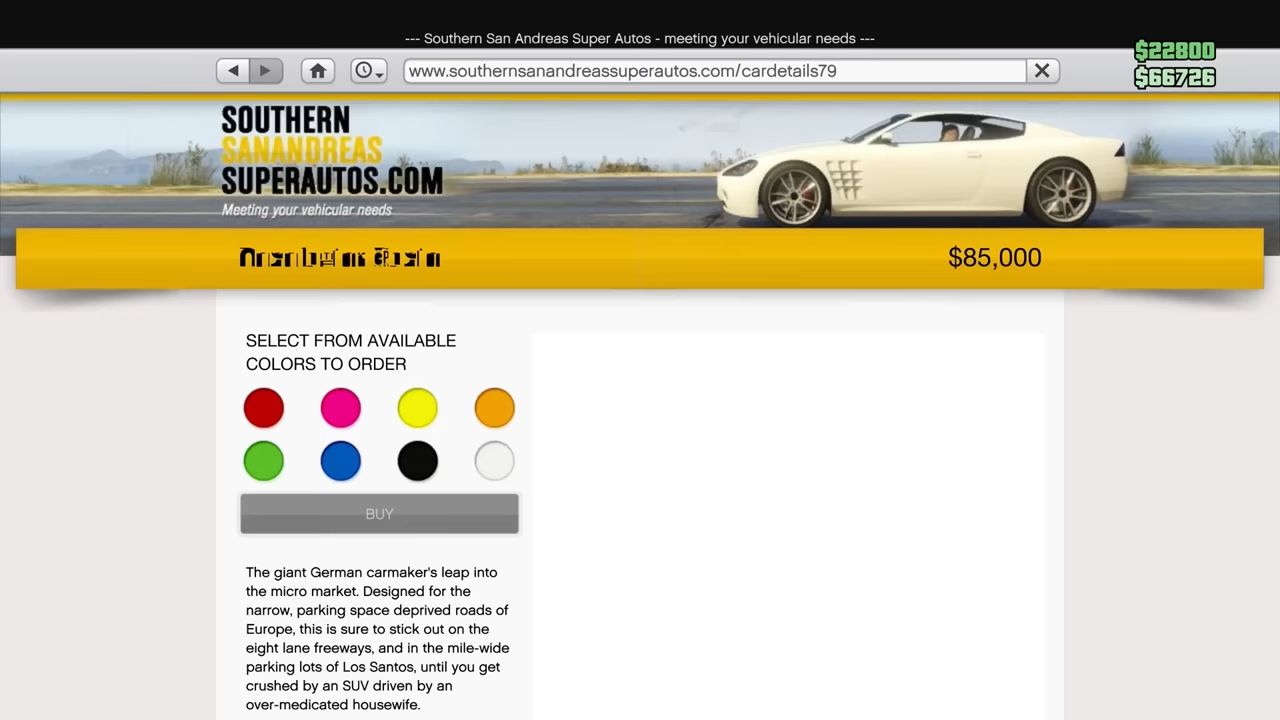 --- Southern San Andreas Super Autos - meeting your vehicular needs ---
$22800
www.southernsanandreassuperautos.com/cardetails79
$66726
SOUTHERN
SANANDREAS
SUPERAUTOS.COM
Meeting your vehicular needs
$85,000
SELECT FROM AVAILABLE
COLORS TO ORDER
BUY
The giant German carmaker's leap into
the micro market. Designed for the
narrow, parking space deprived roads of
Europe, this is sure to stick out on the
eight lane freeways, and in the mile-wide
parking lots of Los Santos, until you get
crushed by an SUV driven by an
over-medicated housewife.